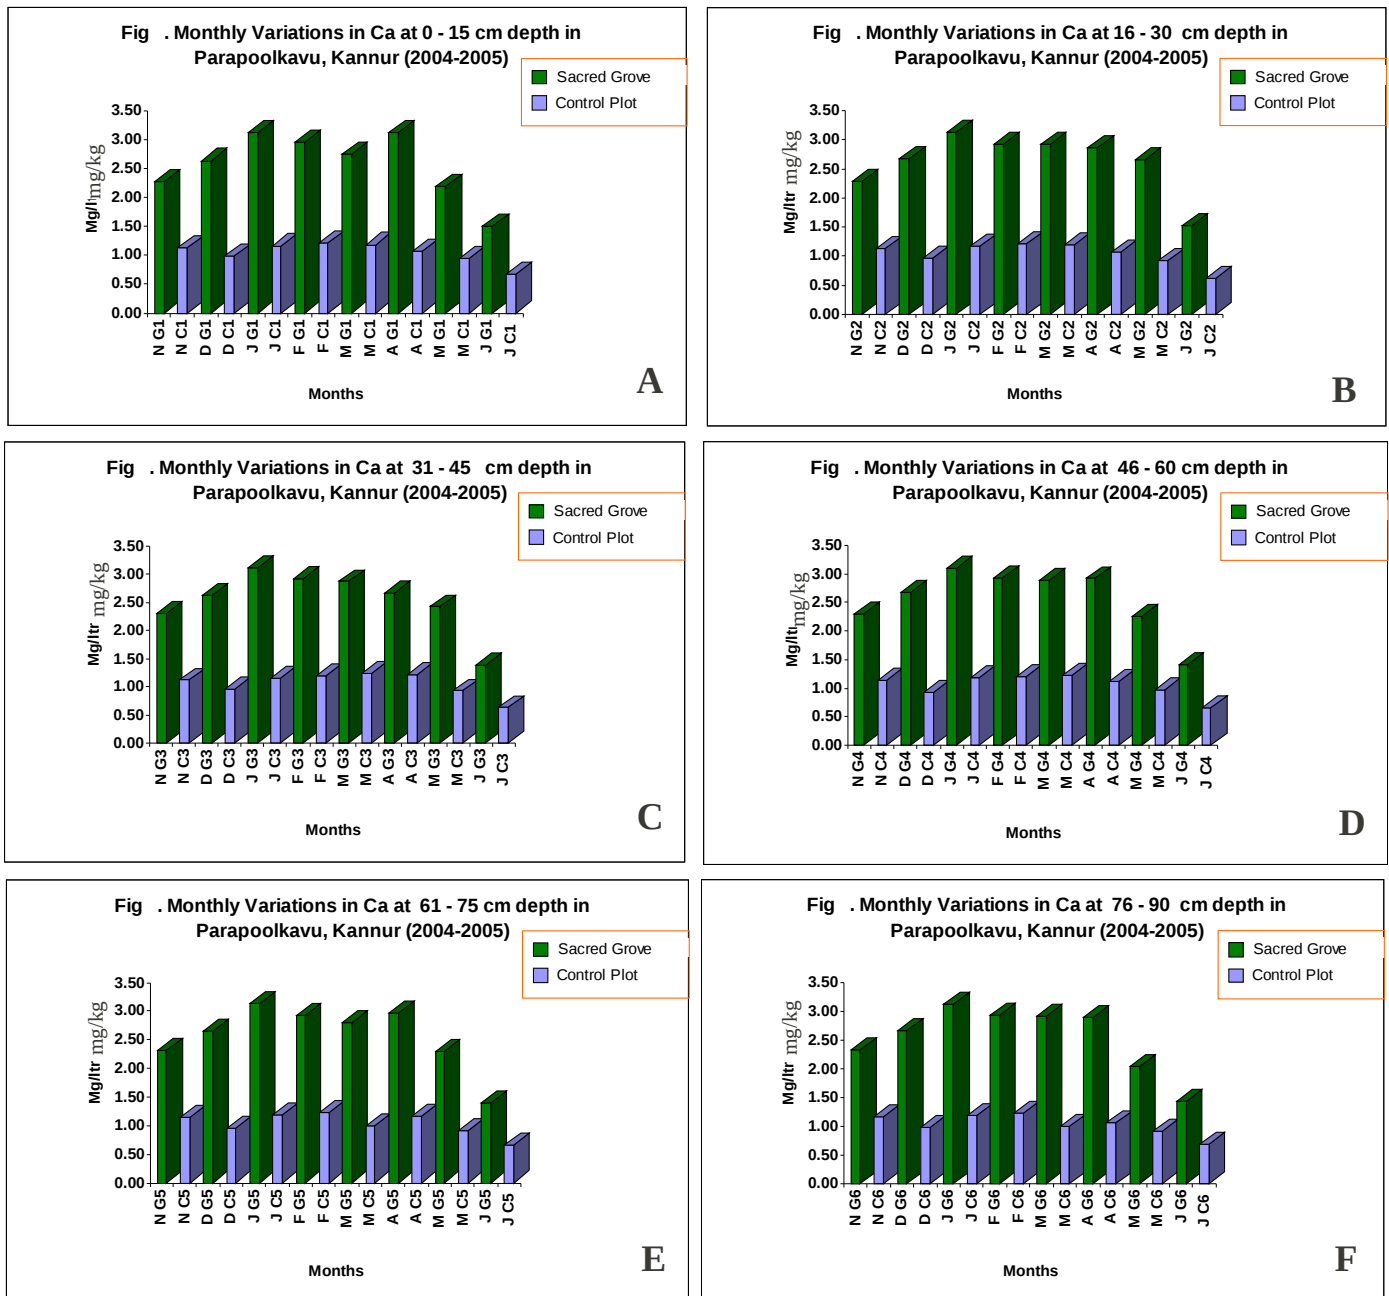 Fig . Monthly Variations in Ca at 0 - 15 cm depth in
Parapoolkavu, Kannur (2004-2005)
Sacred Grove
Control Plot
3.50
3.00
2.50
2.00
1.50
1.00
0.50
0.00
mg/kg
N G1 N C1 D G1 D C1 J G1 J C1 F G1 F C1 M G1 M C1 A G1 A C1 M G1 M C1 J G1 J C1
Months
A
Fig . Monthly Variations in Ca at 16 - 30 cm depth in
Parapoolkavu, Kannur (2004-2005)
Sacred Grove
Control Plot
3.50
3.00
2.50
2.00
1.50
1.00
0.50
0.00
Mg/ltr mg/kg
N G2 N C2 D G2 D C2 J G2 J C2 F G2 F C2 M G2 M C2 A G2 A C2 M G2 M C2 J G2 J C2
Months
B
Fig . Monthly Variations in Ca at 31 - 45 cm depth in
Parapoolkavu, Kannur (2004-2005)
Sacred Grove
Control Plot
3.50
3.00
2.50
2.00
1.50
1.00
0.50
0.00
Mg/ltr mg/kg
N G3 N C3 D G3 D C3 J G3 J C3 F G3 F C3 M G3 M C3 A G3 A C3 M G3 M C3 J G3 J C3
Months
C
Fig . Monthly Variations in Ca at 46 - 60 cm depth in
Parapoolkavu, Kannur (2004-2005)
Sacred Grove
Control Plot
3.50
3.00
2.50
2.00
1.50
1.00
0.50
0.00
mg/kg
N G4 N C4 D G4 D C4 J G4 J C4 F G4 F C4 M G4 M C4 A G4 A C4 M G4 M C4 J G4 J C4
Months
D
Fig . Monthly Variations in Ca at 61 - 75 cm depth in
Parapoolkavu, Kannur (2004-2005)
Sacred Grove
Control Plot
3.50
3.00
2.50
2.00
1.50
1.00
0.50
0.00
Mg/ltr mg/kg
N G5 N C5 D G5 D C5 J G5 J C5 F G5 F C5 M G5 M C5 A G5 A C5 M G5 M C5 J G5 J C5
Months
E
Fig . Monthly Variations in Ca at 76 - 90 cm depth in
Parapoolkavu, Kannur (2004-2005)
Sacred Grove
Control Plot
3.50
3.00
2.50
2.00
1.50
1.00
0.50
0.00
Mg/ltr mg/kg
N G6 N C6 D G6 D C6 J G6 J C6 F G6 F C6 M G6 M C6 A G6 A C6 M G6 M C6 J G6 J C6
Months
F